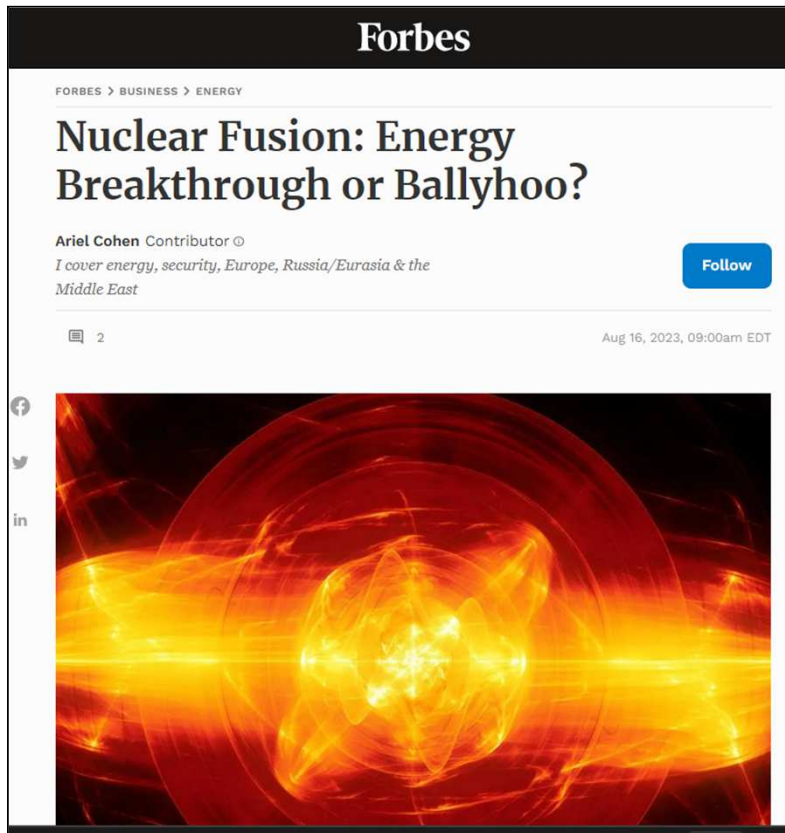 Forbes
FORBES > BUSINESS > ENERGY
Nuclear Fusion: Energy
Breakthrough or Ballyhoo?
Ariel Cohen Contributor
I cover energy, security, Europe, Russia/Eurasia & the
Middle East
Follow
2
Aug 16, 2023, 09:00am EDT
in